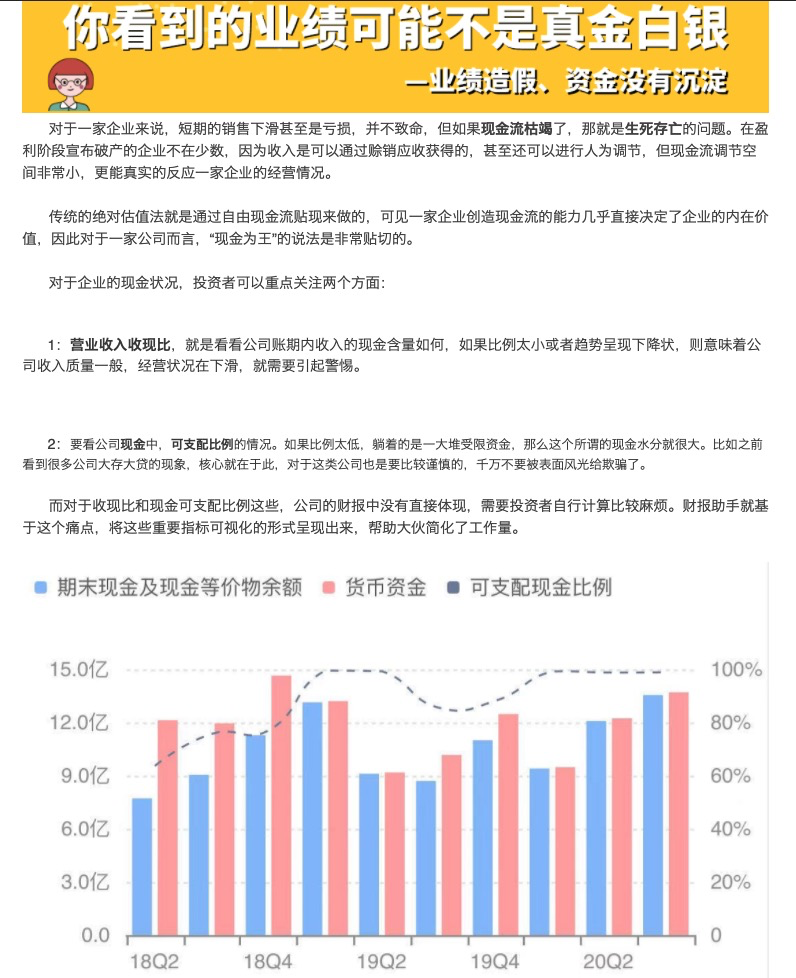 你看到的业绩可能不是真金白银
—业绩造假、资金没有沉淀
对于一家企业来说，短期的销售下滑甚至是亏损，并不致命，但如果现金流枯竭了，那就是生死存亡的问题。在盈
利阶段宣布破产的企业不在少数，因为收入是可以通过赊销应收获得的，甚至还可以进行人为调节，但现金流调节空
间非常小，更能真实的反应一家企业的经营情况。
传统的绝对估值法就是通过自由现金流贴现来做的，可见一家企业创造现金流的能力几乎直接决定了企业的内在价
值，因此对于一家公司而言，“现金为王”的说法是非常贴切的。
对于企业的现金状况，投资者可以重点关注两个方面：
1：营业收入收现比，就是看看公司账期内收入的现金含量如何，如果比例太小或者趋势呈现下降状，则意味着公
司收入质量一般，经营状况在下滑，就需要引起警惕。
2：要看公司现金中，可支配比例的情况。如果比例太低，躺着的是一大堆受限资金，那么这个所谓的现金水分就很大。比如之前
看到很多公司大存大贷的现象，核心就在于此，对于这类公司也是要比较谨慎的，千万不要被表面风光给欺骗了。
而对于收现比和现金可支配比例这些，公司的财报中没有直接体现，需要投资者自行计算比较麻烦。财报助手就基
于这个痛点，将这些重要指标可视化的形式呈现出来，帮助大伙简化了工作量。
期末现金及现金等价物余额 货币资金 可支配现金比例
15.0亿 100%
12.0亿 80%
9.0亿 60%
6.0亿 40%
3.0亿 20%
0.0 0
18Q2 18Q4 19Q2 19Q4 20Q2